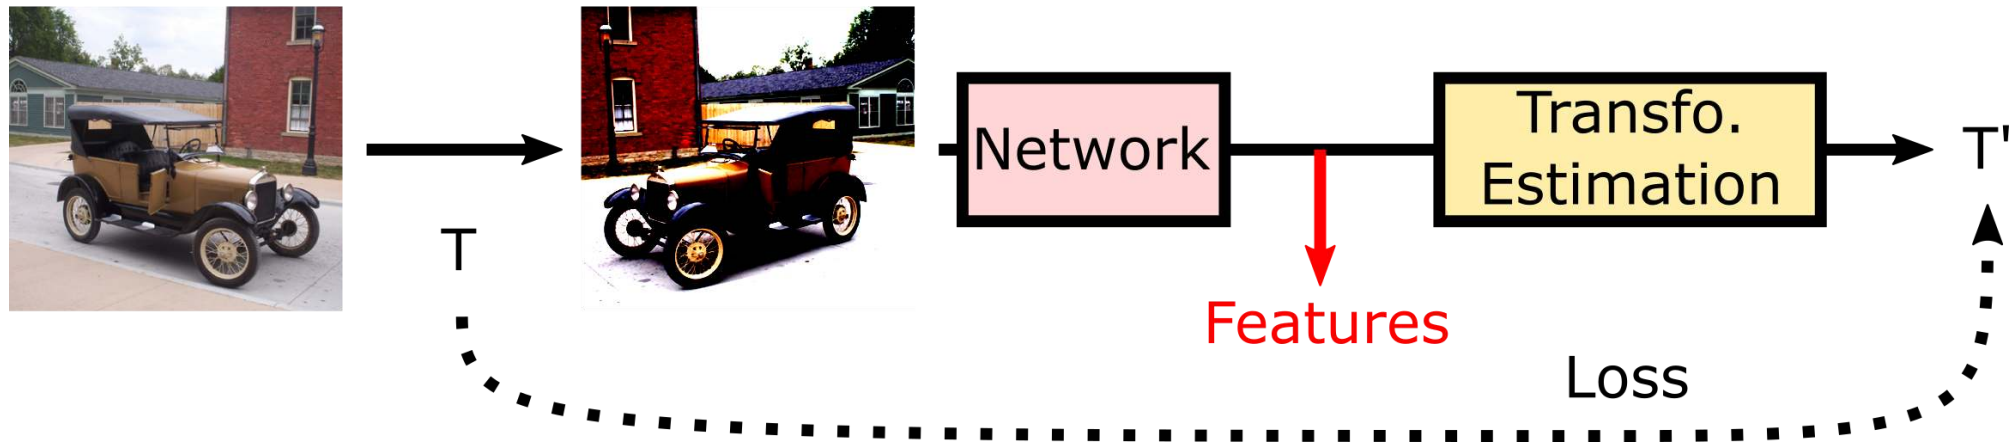 T
Network
Features
Transfo.
Estimation
T'
Loss